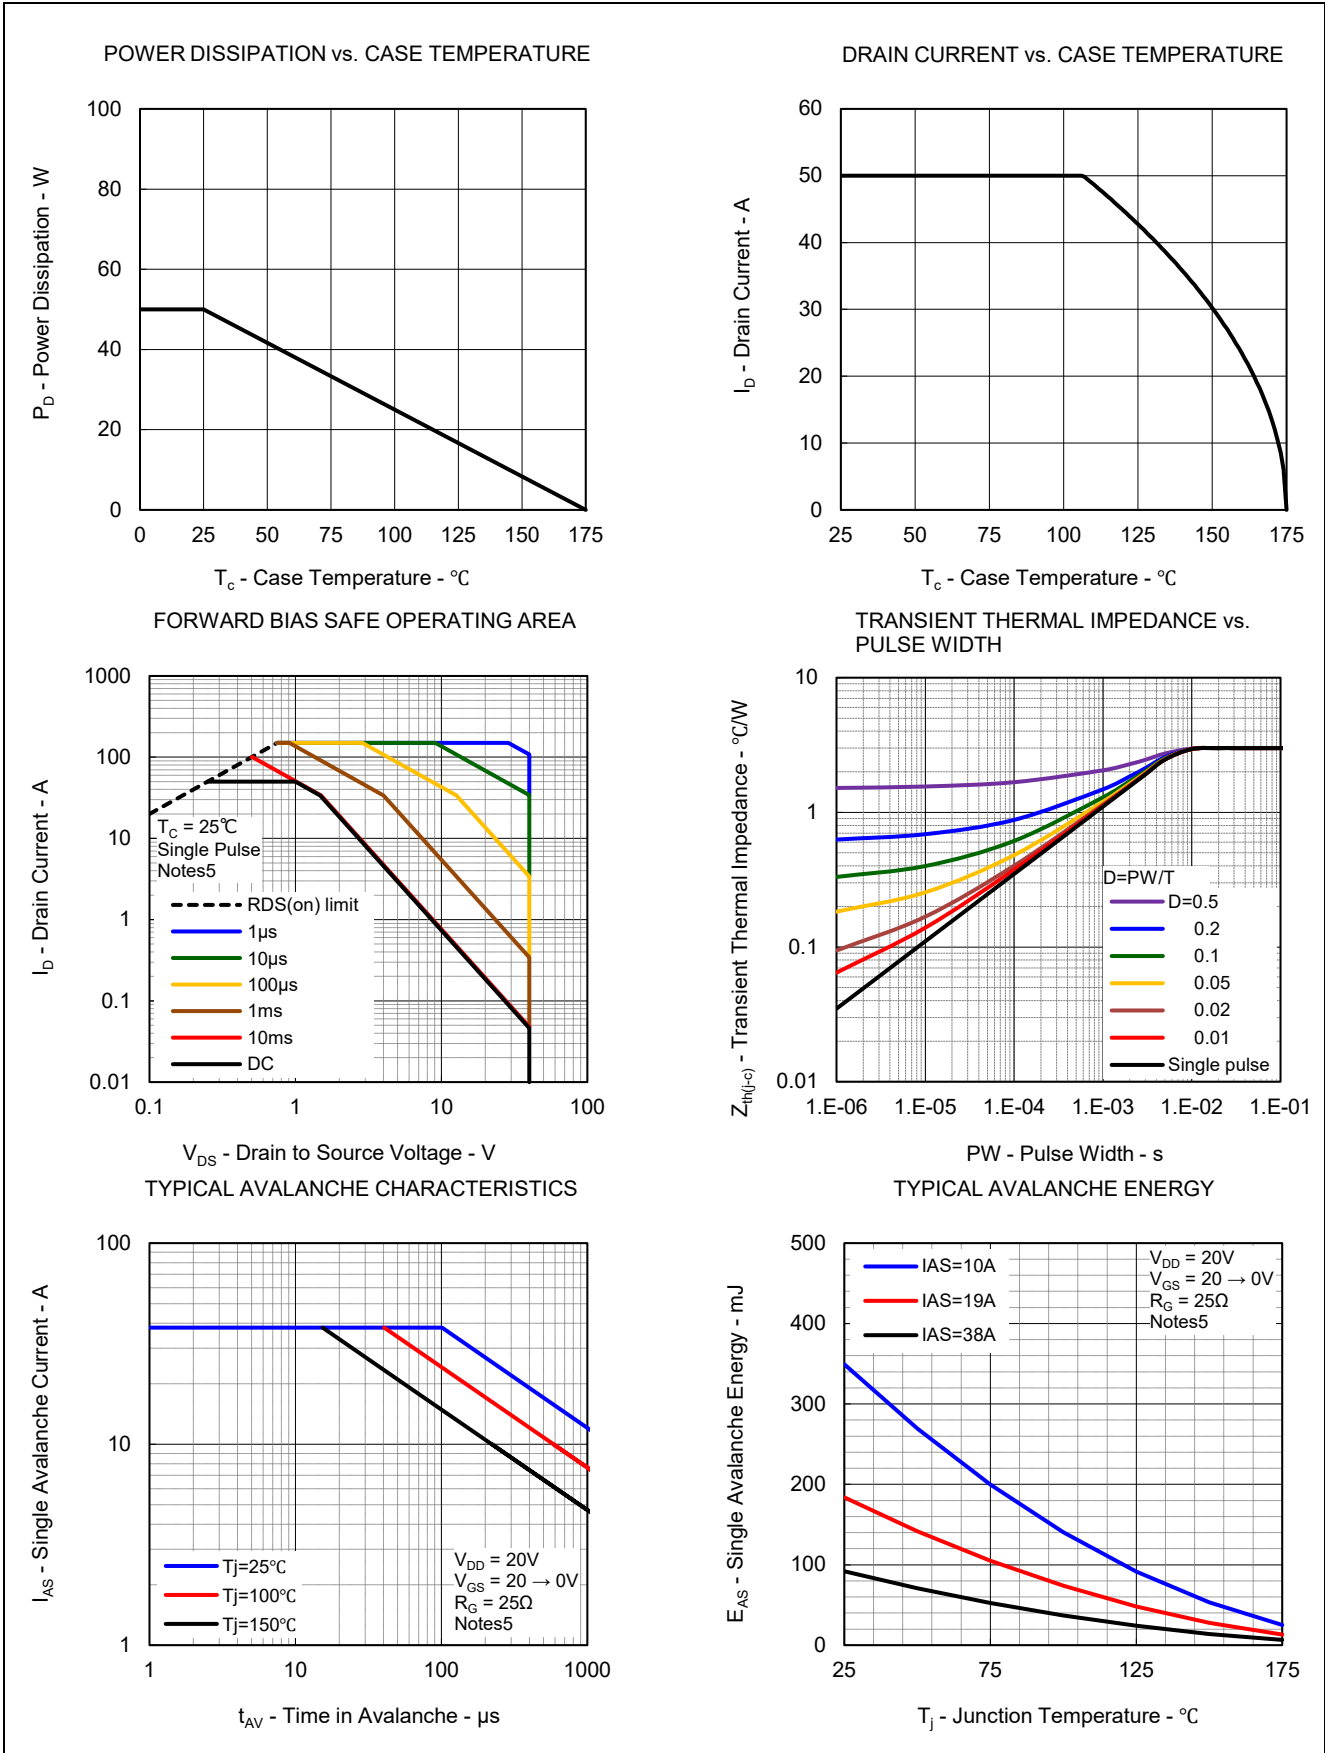 POWER DISSIPATION vs. CASE TEMPERATURE
100
80
60
40
20
0
0 25 50 75 100 125 150 175
P_D - Power Dissipation - W
T_c - Case Temperature - ℃
DRAIN CURRENT vs. CASE TEMPERATURE
60
50
40
30
20
10
0
25 50 75 100 125 150 175
I_D - Drain Current - A
T_c - Case Temperature - ℃
FORWARD BIAS SAFE OPERATING AREA
1000
100
10
1
0.1
0.01
0.1 1 10 100
I_D - Drain Current - A
T_C = 25℃
Single Pulse
Notes5
RDS(on) limit
1µs
10µs
100µs
1ms
10ms
DC
V_DS - Drain to Source Voltage - V
TRANSIENT THERMAL IMPEDANCE vs.
PULSE WIDTH
10
1
0.1
0.01
1.E-06 1.E-05 1.E-04 1.E-03 1.E-02 1.E-01
Z_th(j-c) - Transient Thermal Impedance - ℃/W
D=PW/T
D=0.5
0.2
0.1
0.05
0.02
0.01
Single pulse
PW - Pulse Width - s
TYPICAL AVALANCHE CHARACTERISTICS
100
10
1
1 10 100 1000
I_AS - Single Avalanche Current - A
Tj=25℃
Tj=100℃
Tj=150℃
V_DD = 20V
V_GS = 20 → 0V
R_G = 25Ω
Notes5
t_AV - Time in Avalanche - µs
TYPICAL AVALANCHE ENERGY
500
400
300
200
100
0
25 75 125 175
E_AS - Single Avalanche Energy - mJ
IAS=10A
IAS=19A
IAS=38A
V_DD = 20V
V_GS = 20 → 0V
R_G = 25Ω
Notes5
T_j - Junction Temperature - ℃